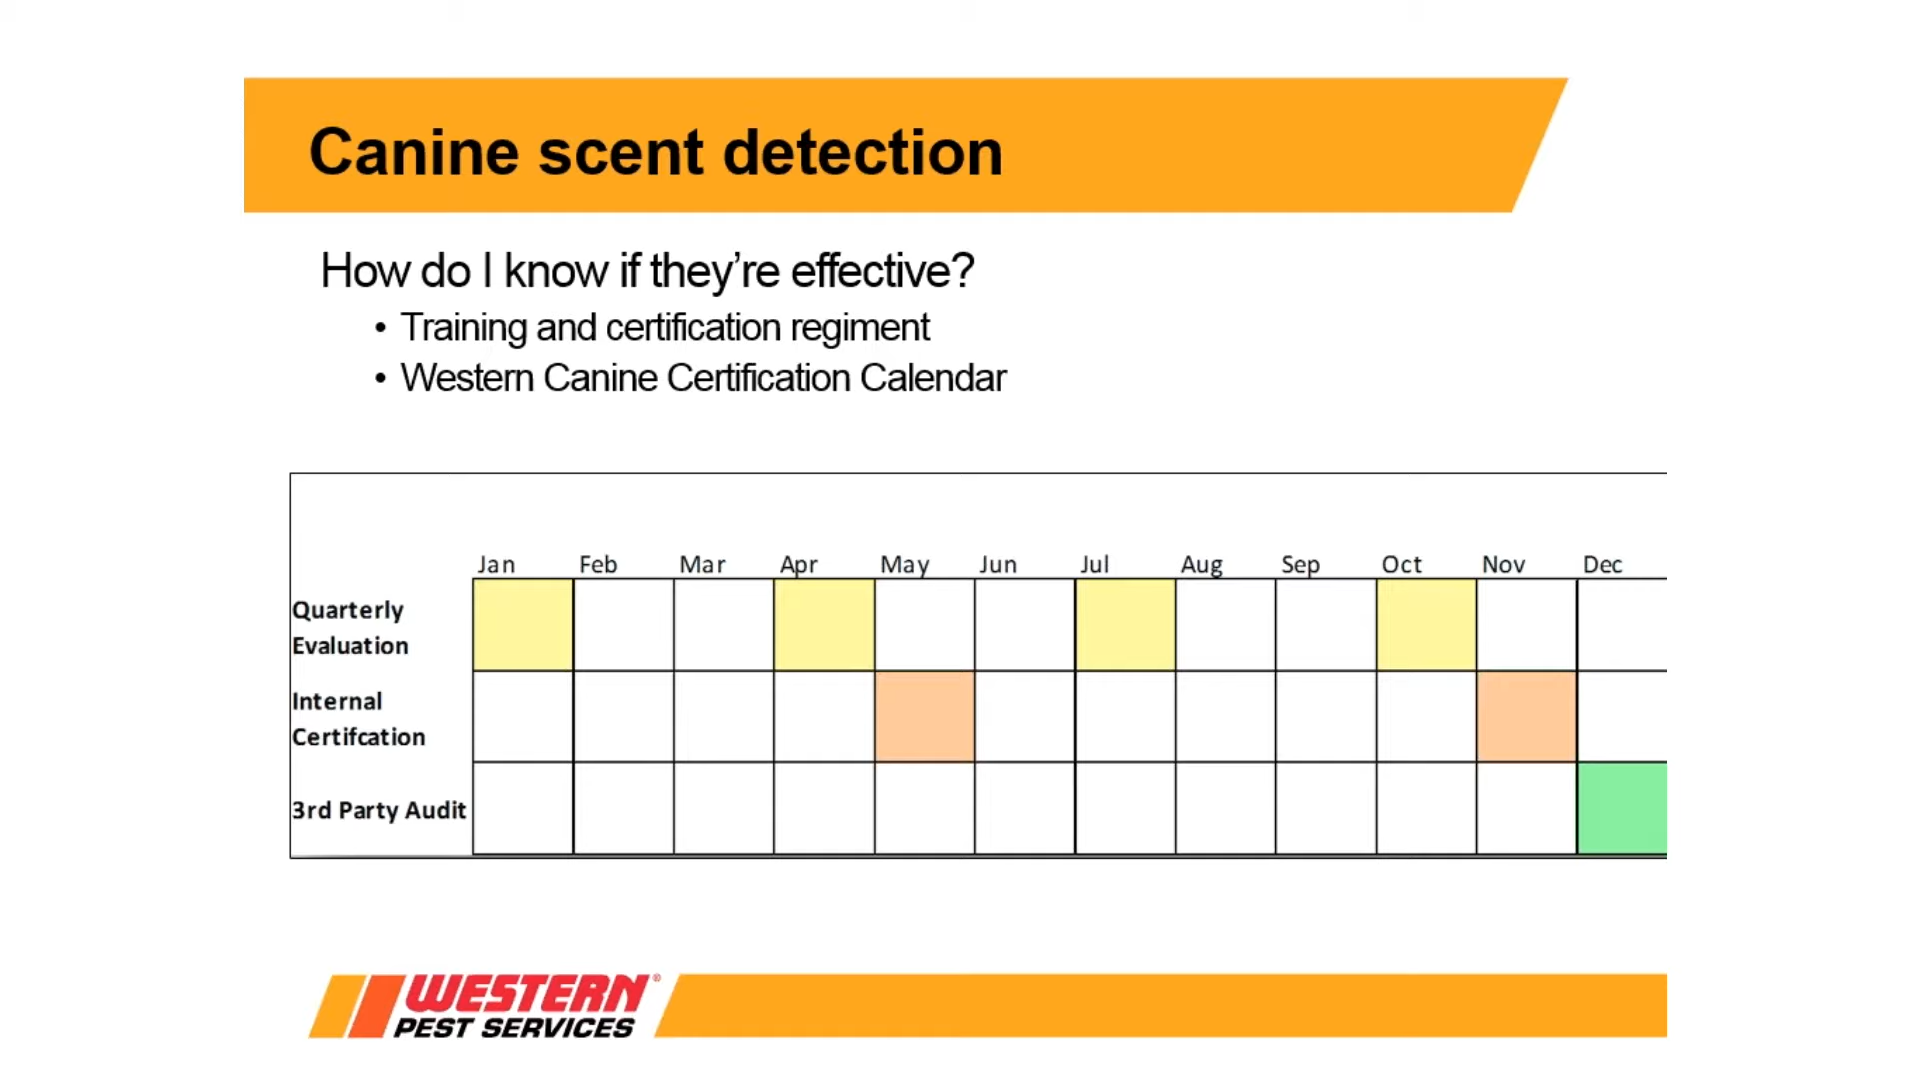 Canine scent detection
How do I know if they’re effective?
• Training and certification regiment
• Western Canine Certification Calendar
Jan Feb Mar Apr May Jun Jul Aug Sep Oct Nov Dec
Quarterly
Evaluation
Internal
Certifcation
3rd Party Audit
WESTERN®
PEST SERVICES